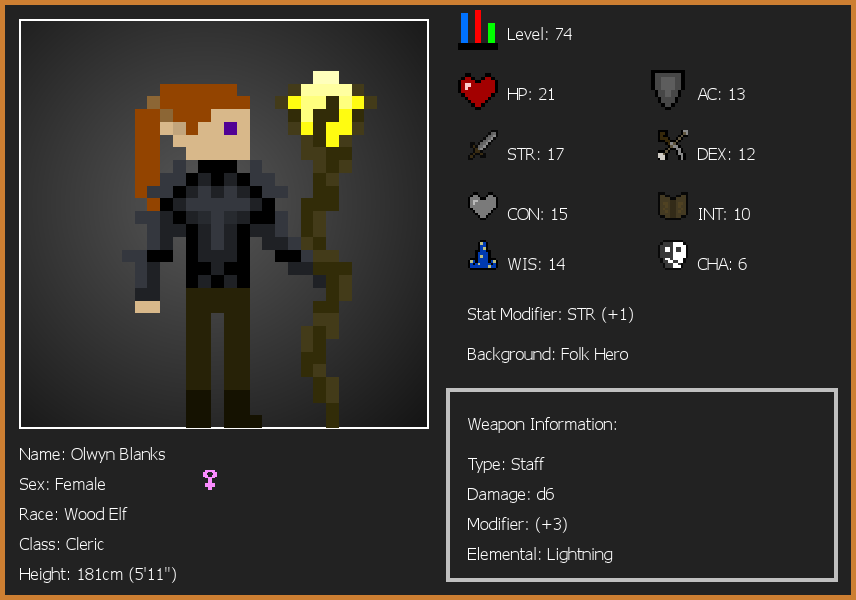 Level: 74
HP: 21
AC: 13
STR: 17
DEX: 12
CON: 15
INT: 10
WIS: 14
CHA: 6
Stat Modifier: STR (+1)
Background: Folk Hero
Weapon Information:
Type: Staff
Damage: d6
Modifier: (+3)
Elemental: Lightning
Name: Olwyn Blanks
Sex: Female
Race: Wood Elf
Class: Cleric
Height: 181cm (5'11")